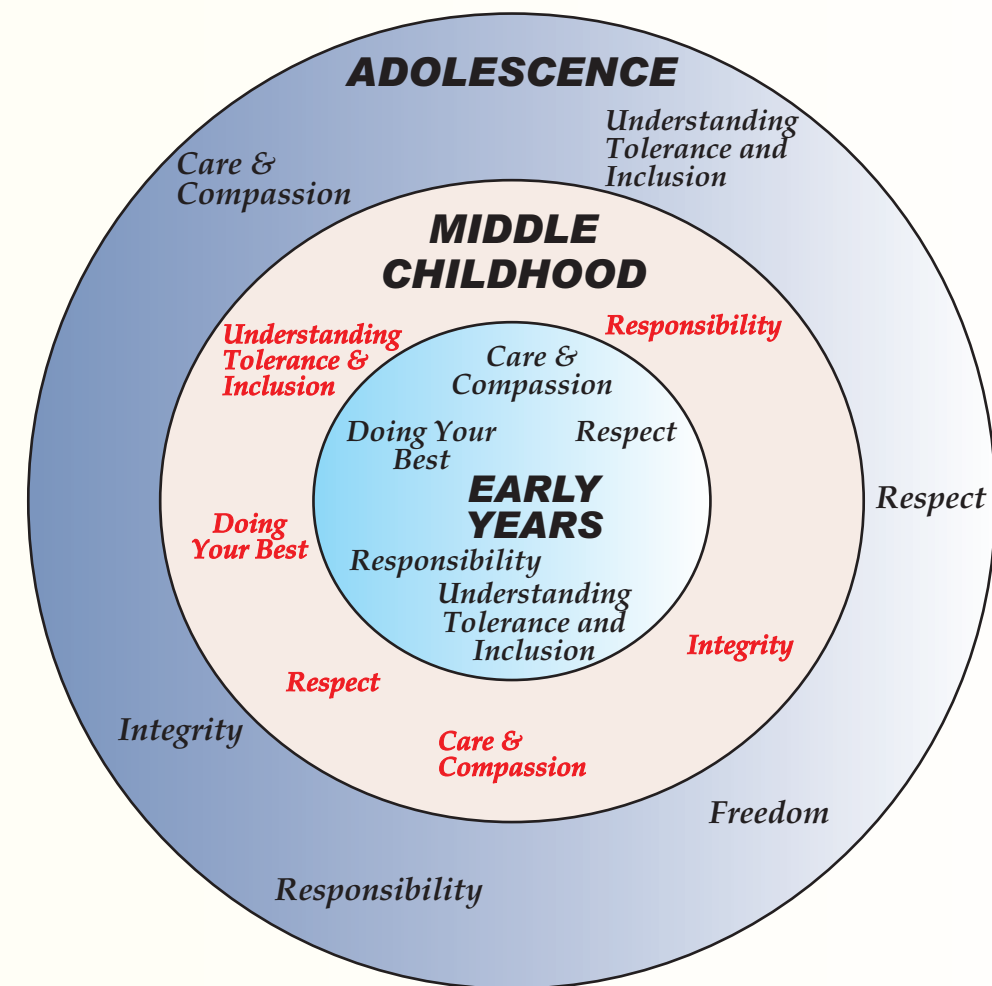 ADOLESCENCE
Understanding
Tolerance and
Inclusion
Care &
Compassion
MIDDLE
CHILDHOOD
Understanding
Tolerance &
Inclusion
Responsibility
Care &
Compassion
Doing Your
Best
Respect
EARLY
YEARS
Respect
Doing
Your Best
Responsibility
Understanding
Tolerance and
Inclusion
Integrity
Respect
Integrity
Care &
Compassion
Freedom
Responsibility